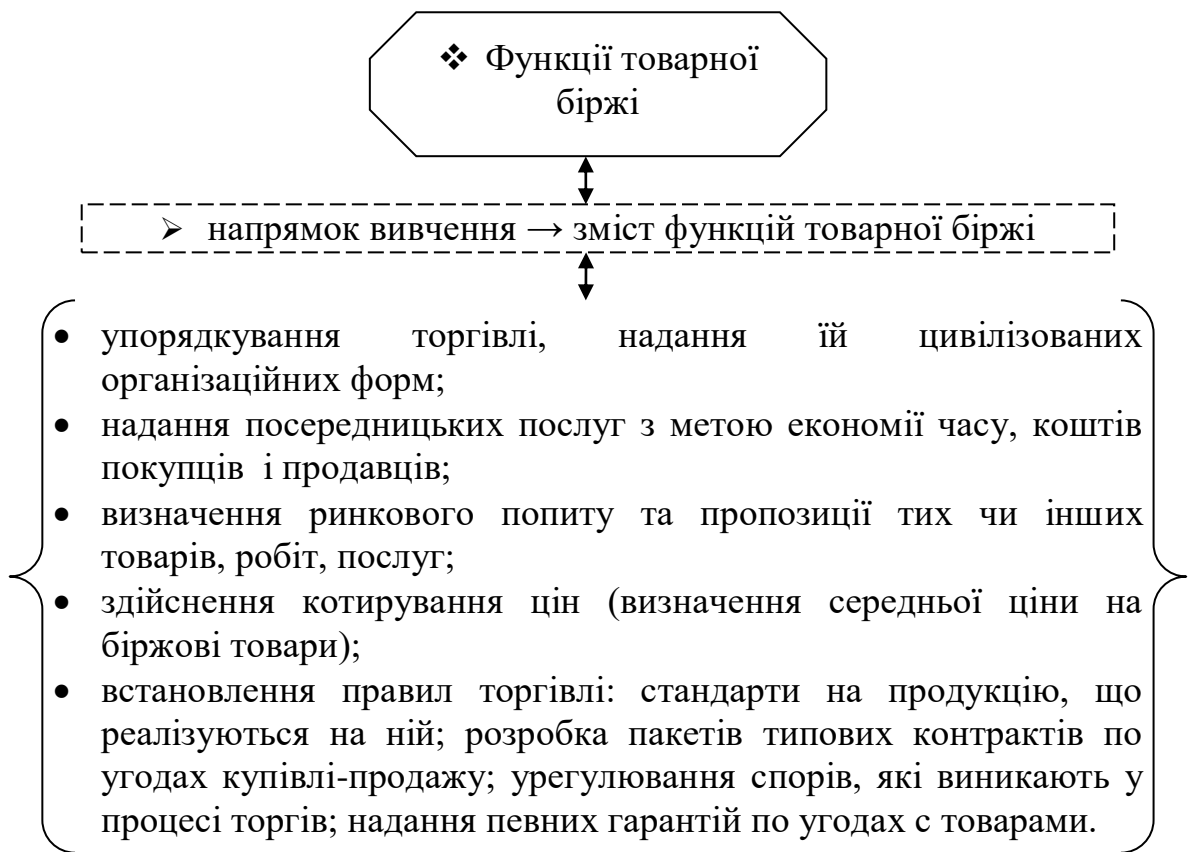 ❖ Функції товарної
біржі
➢ напрямок вивчення → зміст функцій товарної біржі
• упорядкування торгівлі, надання їй цивілізованих
організаційних форм;
• надання посередницьких послуг з метою економії часу, коштів
покупців і продавців;
• визначення ринкового попиту та пропозиції тих чи інших
товарів, робіт, послуг;
• здійснення котирування цін (визначення середньої ціни на
біржові товари);
• встановлення правил торгівлі: стандарти на продукцію, що
реалізуються на ній; розробка пакетів типових контрактів по
угодах купівлі-продажу; урегулювання спорів, які виникають у
процесі торгів; надання певних гарантій по угодах с товарами.